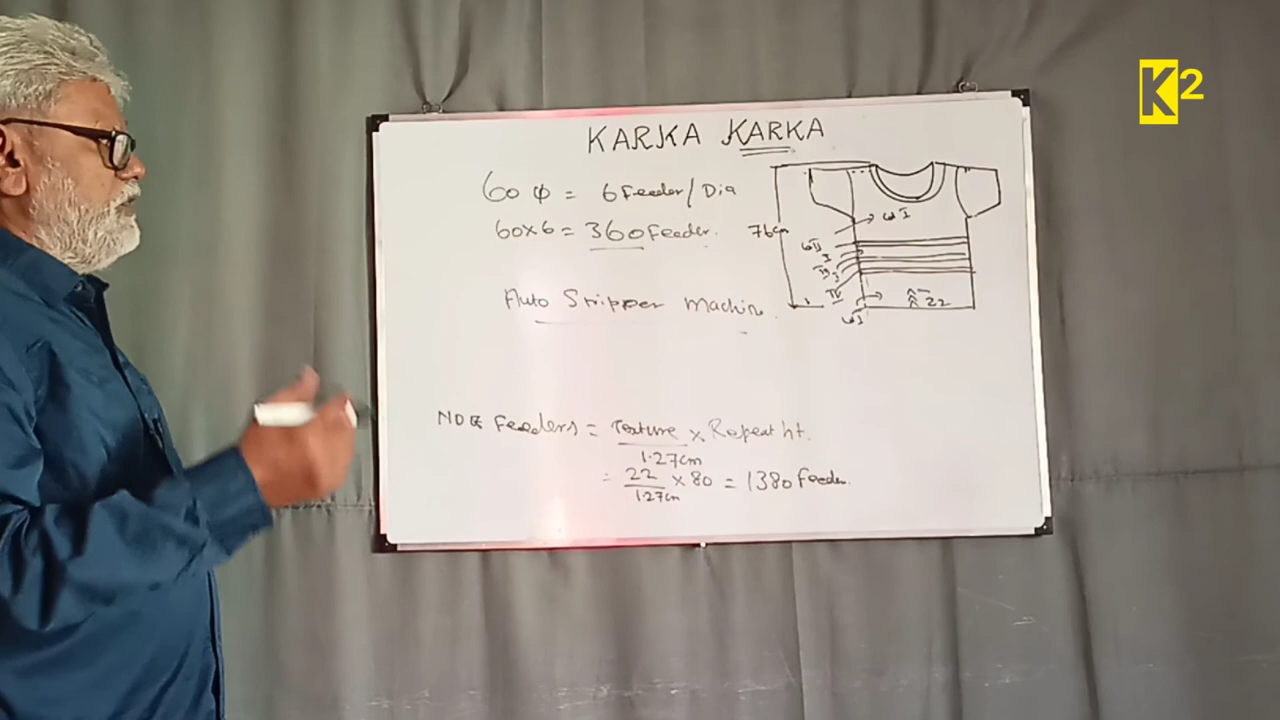 K2
KARKA KARKA
60 φ = 6 Feeder/Dia
60x6 = 360 Feeder.
76cm
Auto Stripper Machine.
22
NO Feeders = Texture x Repeat ht.
1.27cm
= 22 x 80 = 1380 Feeder.
1.27cm